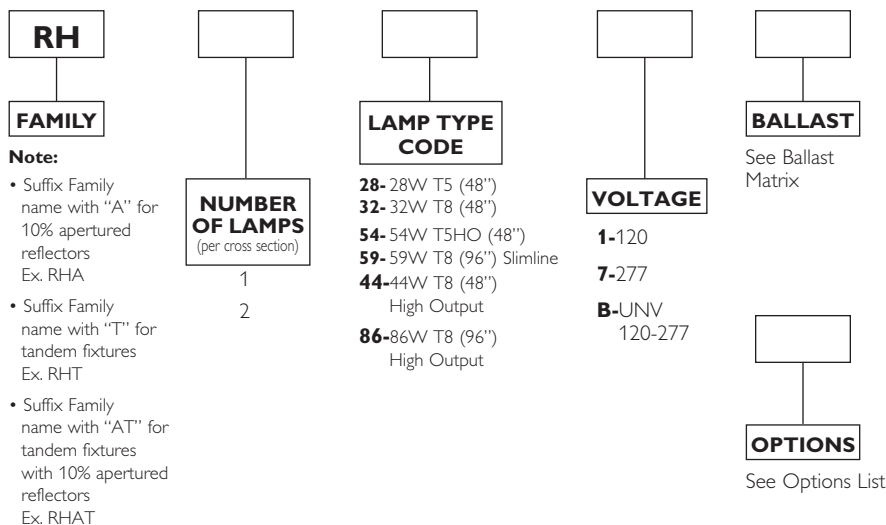 RH
FAMILY
Note:
• Suffix Family
name with “A” for
10% apertured
reflectors
Ex. RHA
• Suffix Family
name with “T” for
tandem fixtures
Ex. RHT
• Suffix Family
name with “AT” for
tandem fixtures
with 10% apertured
reflectors
Ex. RHAT
NUMBER
OF LAMPS
(per cross section)
1
2
LAMP TYPE
CODE
28- 28W T5 (48”)
32- 32W T8 (48”)
54- 54W T5HO (48”)
59- 59W T8 (96”) Slimline
44-44W T8 (48”)
High Output
86-86W T8 (96”)
High Output
VOLTAGE
1-120
7-277
B-UNV
120-277
BALLAST
See Ballast
Matrix
OPTIONS
See Options List